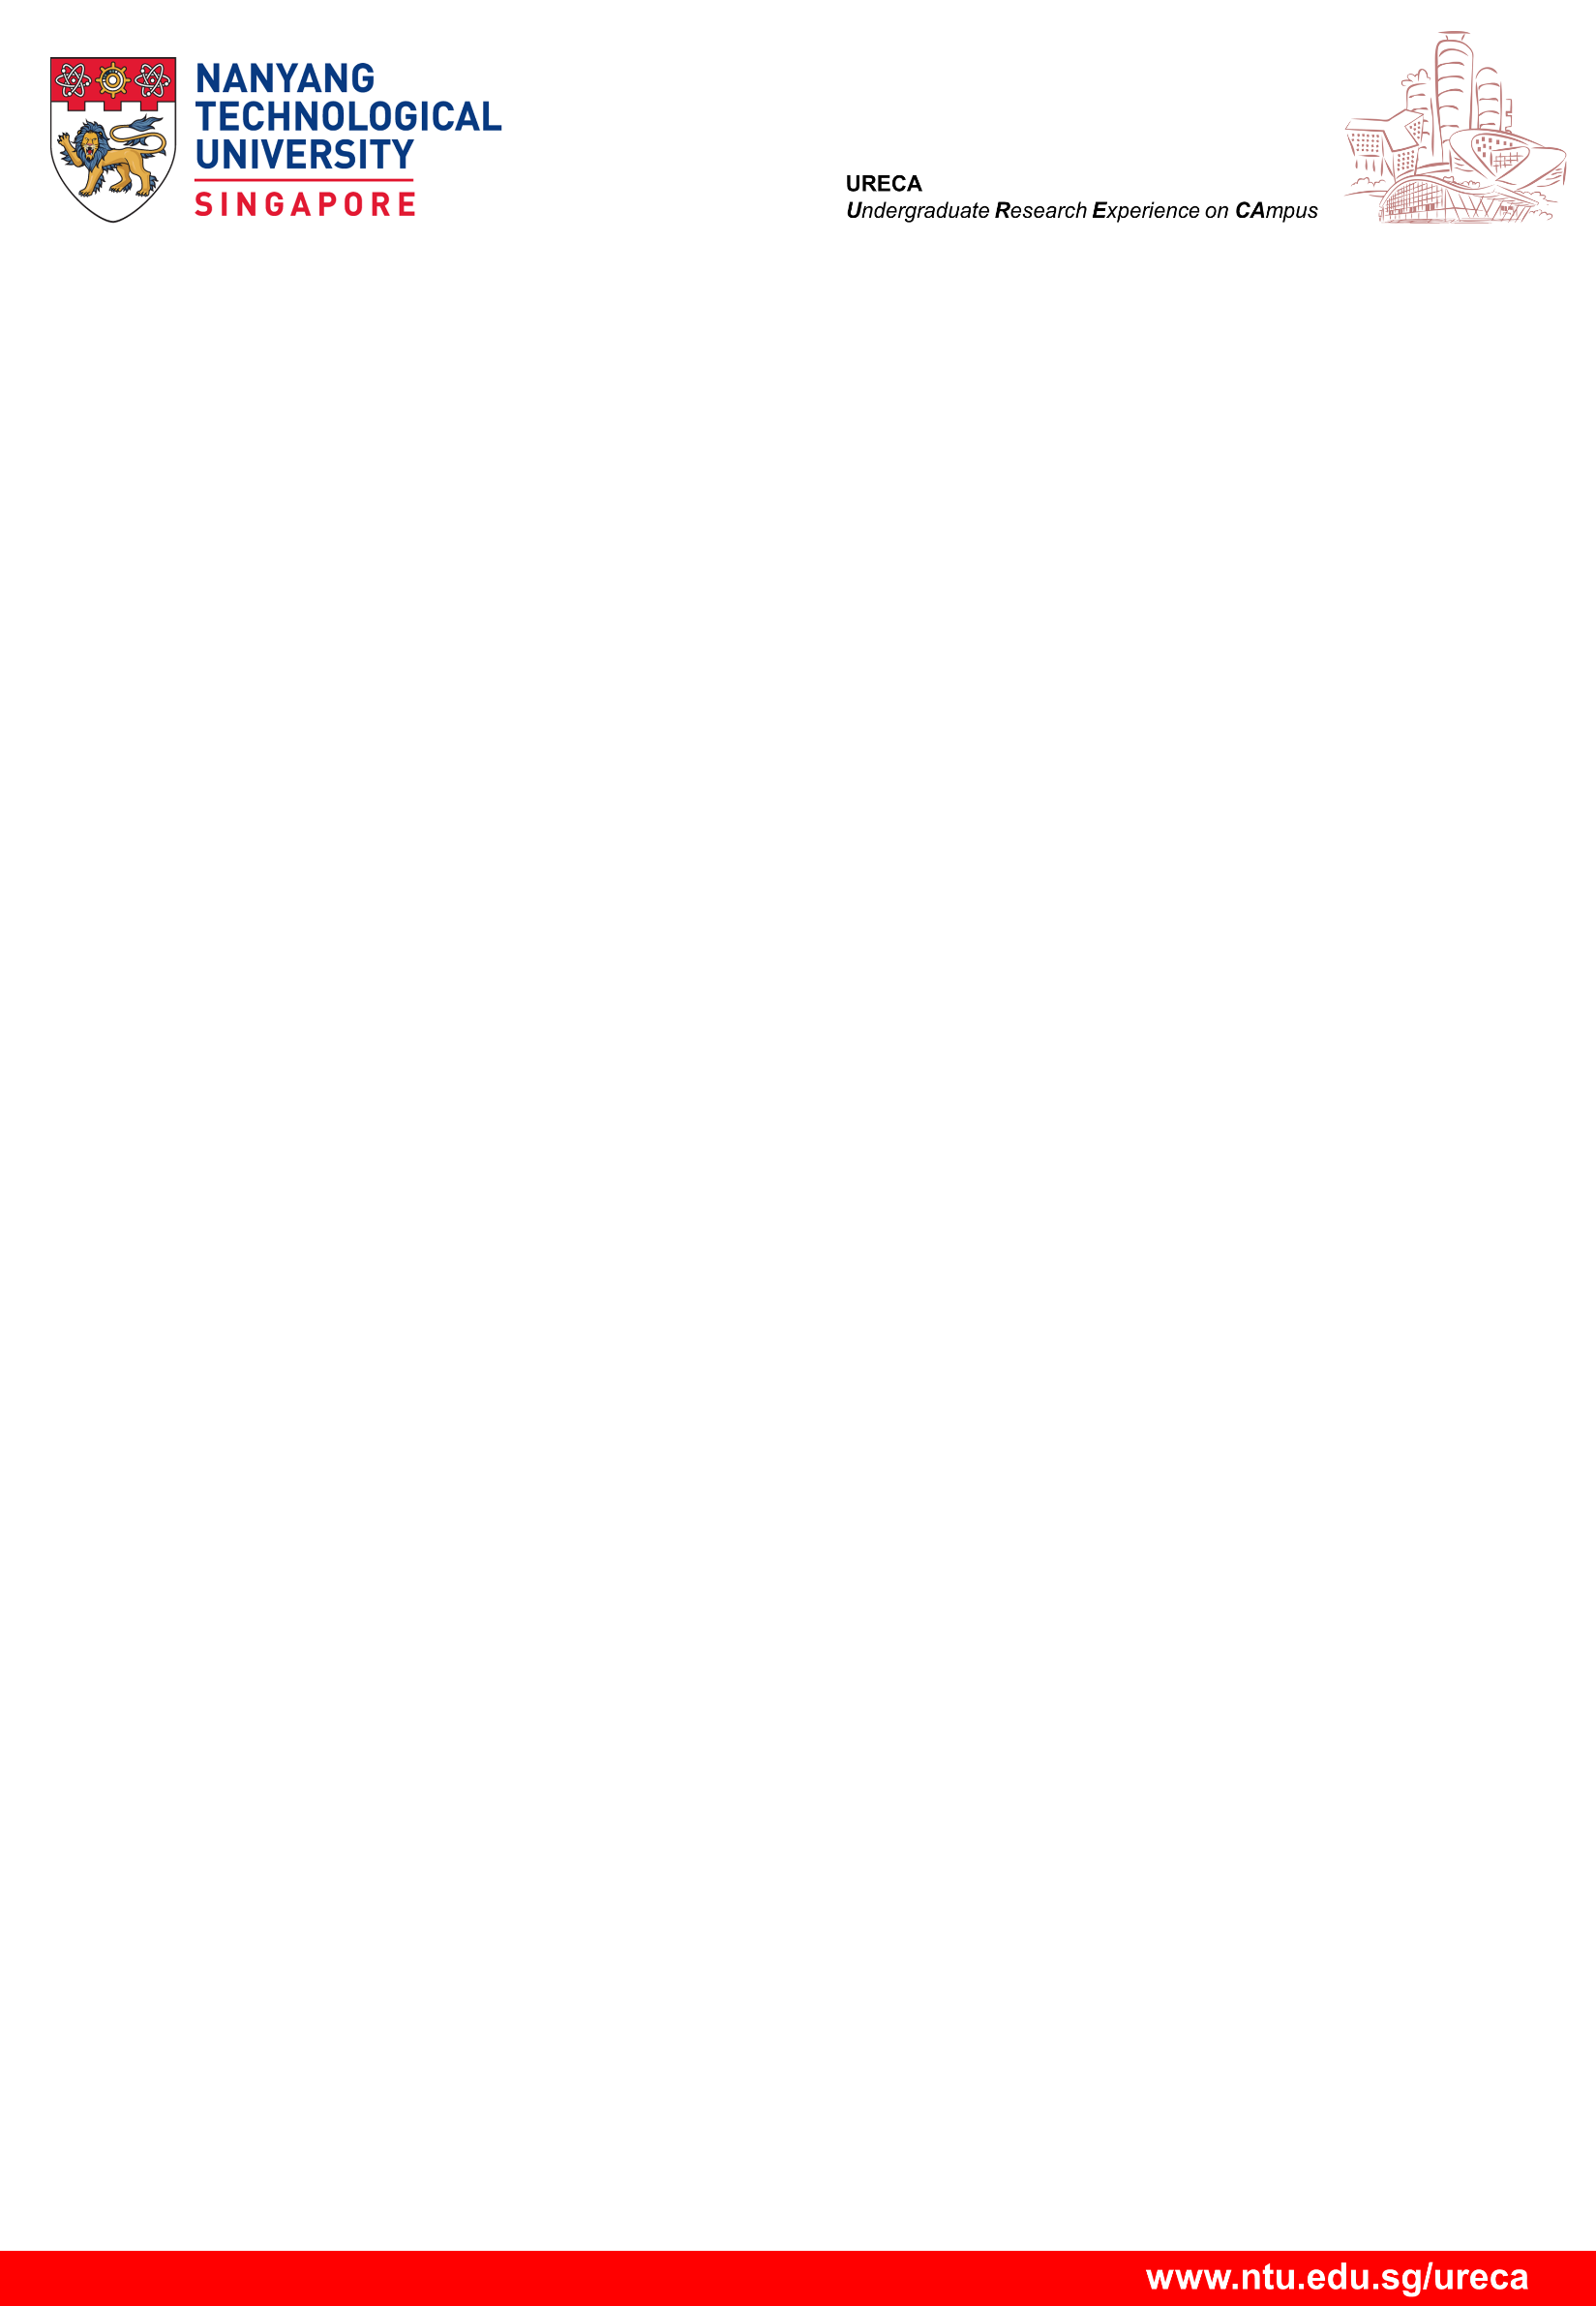 NANYANG
TECHNOLOGICAL
UNIVERSITY
SINGAPORE
URECA
Undergraduate Research Experience on CAmpus
www.ntu.edu.sg/ureca